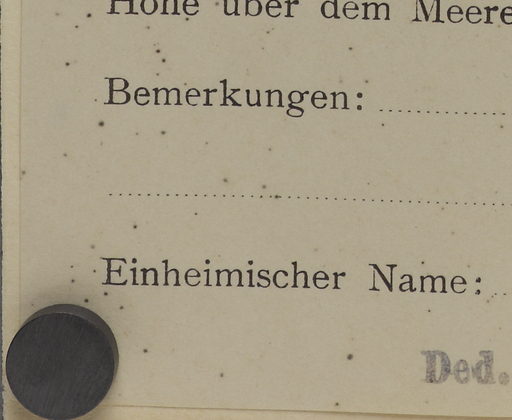 Höhe über dem Meere
Bemerkungen:
Einheimischer Name:
Ded.